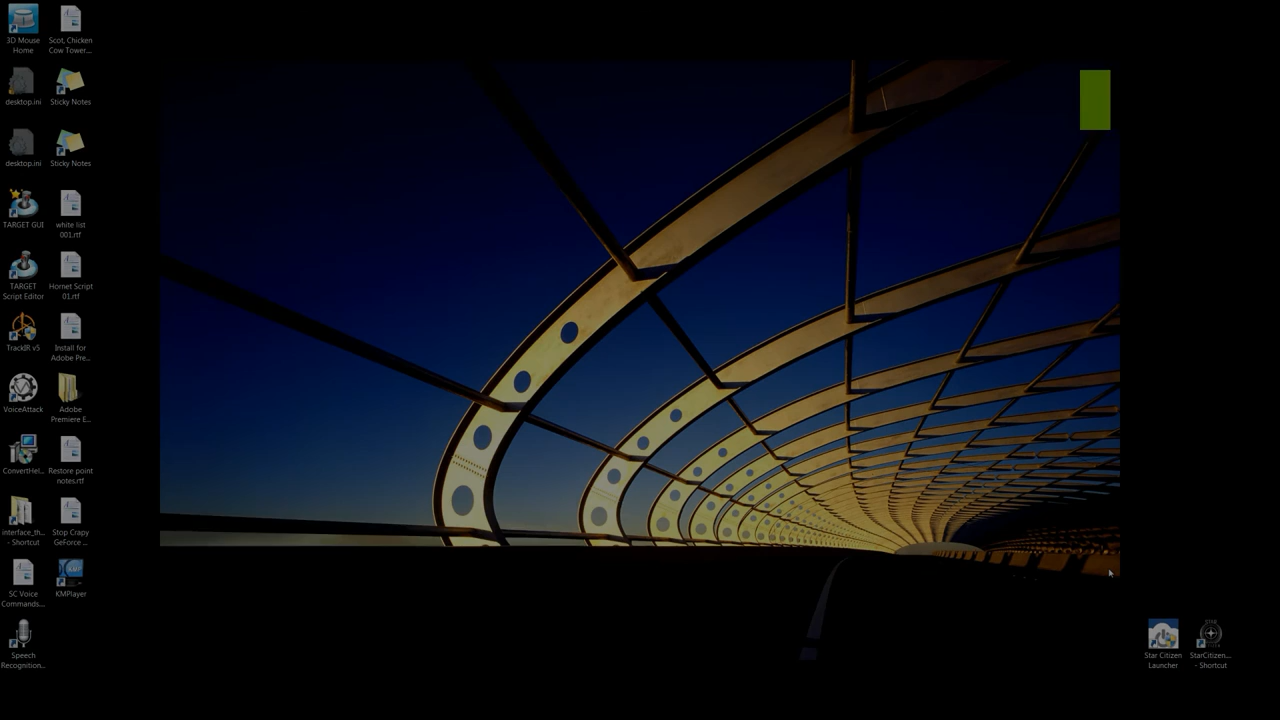 3D Mouse
Home
Scot, Chicken
Cow Tower....
desktop.ini
Sticky Notes
desktop.ini
Sticky Notes
TARGET GUI
white list
001.rtf
TARGET
Script Editor
Hornet Script
01.rtf
TrackIR v5
Install for
Adobe Pre...
VoiceAttack
Adobe
Premiere E...
ConvertHel...
Restore point
notes.rtf
interface_th...
- Shortcut
Stop Crapy
GeForce ...
SC Voice
Commands....
KMPlayer
Speech
Recognition...
Star Citizen
Launcher
StarCitizen....
- Shortcut